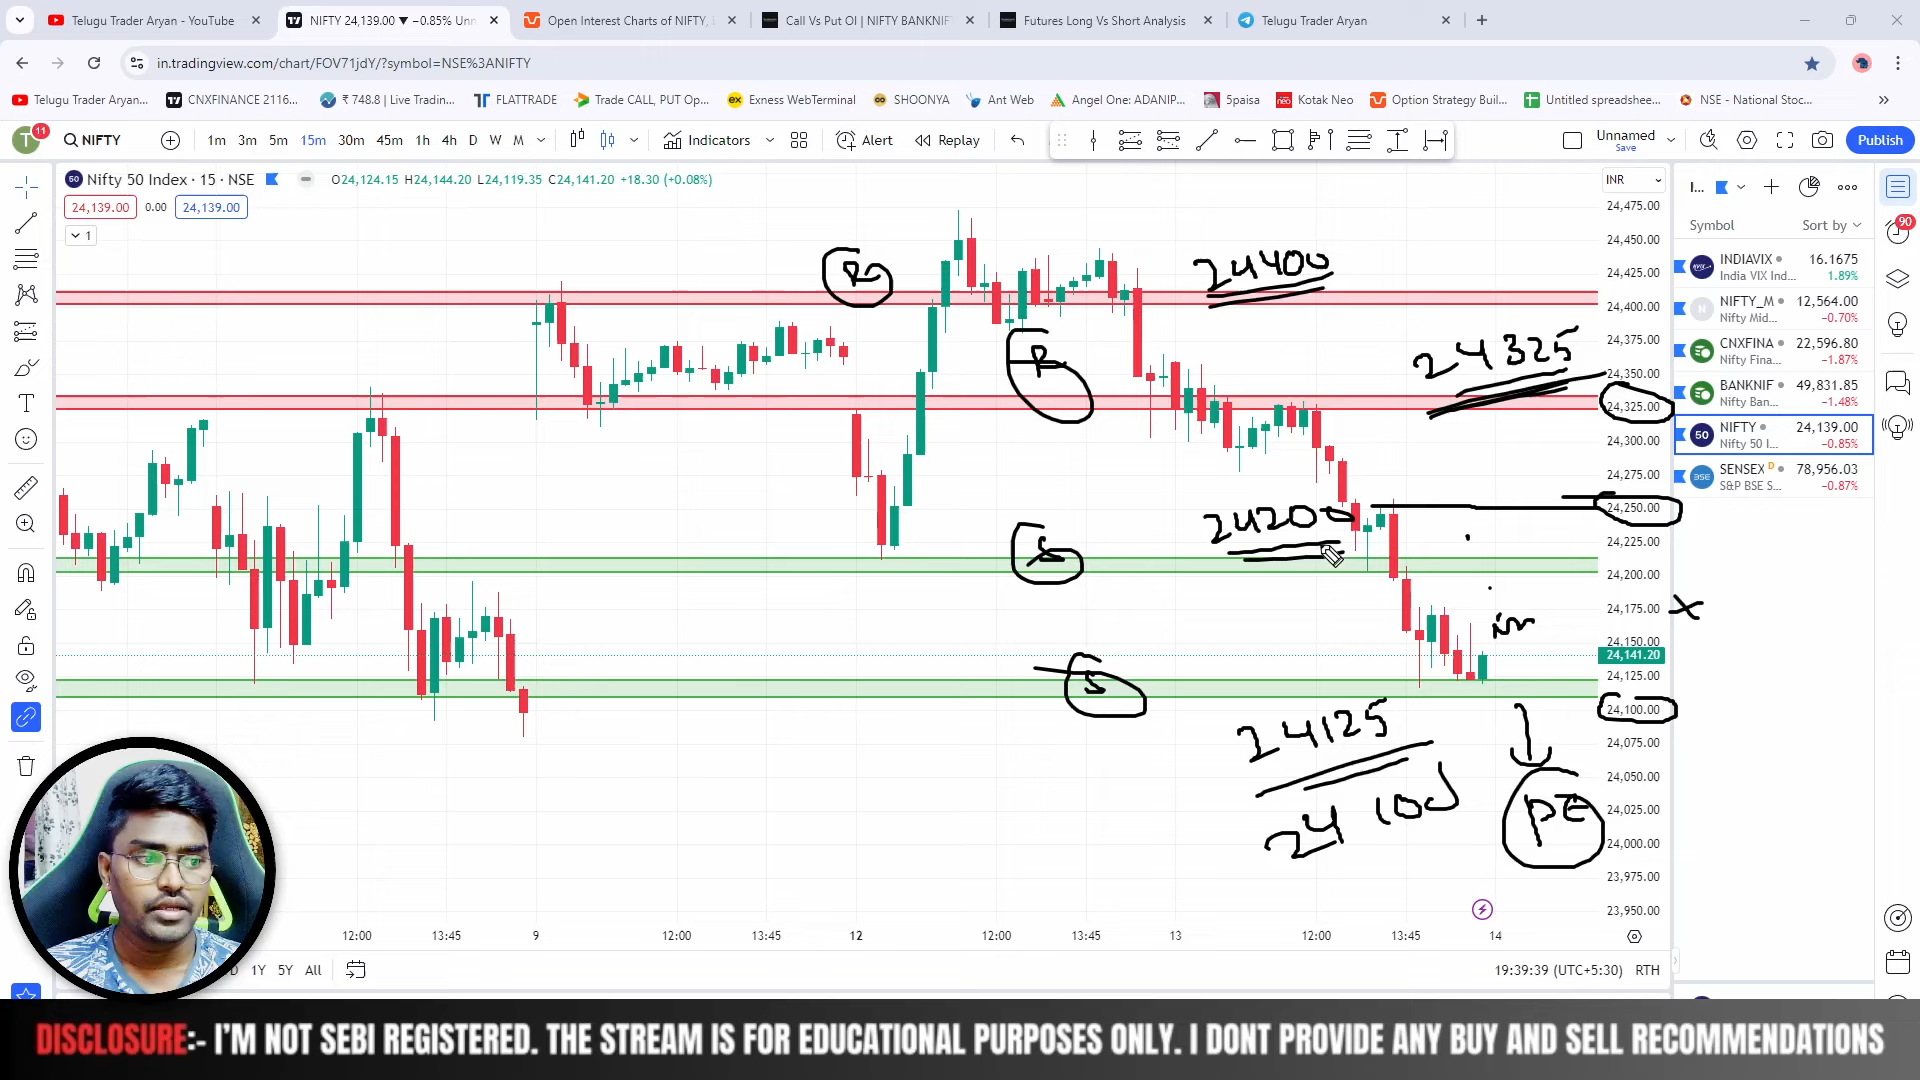 Telugu Trader Aryan - YouTube
NIFTY 24,139.00 ▼ −0.85% Unn
Open Interest Charts of NIFTY,
Call Vs Put OI | NIFTY BANKNIF
Futures Long Vs Short Analysis
Telugu Trader Aryan
in.tradingview.com/chart/FOV71jdY/?symbol=NSE%3ANIFTY
Telugu Trader Aryan...
CNXFINANCE 2116...
₹ 748.8 | Live Tradin...
FLATTRADE
Trade CALL, PUT Op...
Exness WebTerminal
SHOONYA
Ant Web
Angel One: ADANIP...
5paisa
Kotak Neo
Option Strategy Buil...
Untitled spreadshee...
NSE - National Stoc...
T 11
NIFTY
1m 3m 5m 15m 30m 45m 1h 4h D W M
Indicators
Alert
Replay
Unnamed
Save
Publish
50 Nifty 50 Index · 15 · NSE
O24,124.15 H24,144.20 L24,119.35 C24,141.20 +18.30 (+0.08%)
24,139.00 0.00 24,139.00
1
INR
24,475.00
24,450.00
24,425.00
24,400.00
24,375.00
24,350.00
24,325.00
24,300.00
24,275.00
24,250.00
24,225.00
24,200.00
24,175.00
24,150.00
24,141.20
24,125.00
24,100.00
24,075.00
24,050.00
24,025.00
24,000.00
23,975.00
23,950.00
R
24400
R
24325
S
24200
x
S
24125
24100
PE
12:00 13:45 9 12:00 13:45 12 12:00 13:45 13 12:00 13:45 14
D 1Y 5Y All
19:39:39 (UTC+5:30) RTH
I...
Symbol Sort by
INDIAVIX 16.1675
India VIX Ind... 1.89%
NIFTY_M 12,564.00
Nifty Mid... −0.70%
CNXFINA 22,596.80
Nifty Fina... −1.87%
BANKNIF 49,831.85
Nifty Ban... −1.48%
50 NIFTY 24,139.00
Nifty 50 I... −0.85%
BSE SENSEX D 78,956.03
S&P BSE S... −0.87%
90
DISCLOSURE:- I'M NOT SEBI REGISTERED. THE STREAM IS FOR EDUCATIONAL PURPOSES ONLY. I DONT PROVIDE ANY BUY AND SELL RECOMMENDATIONS